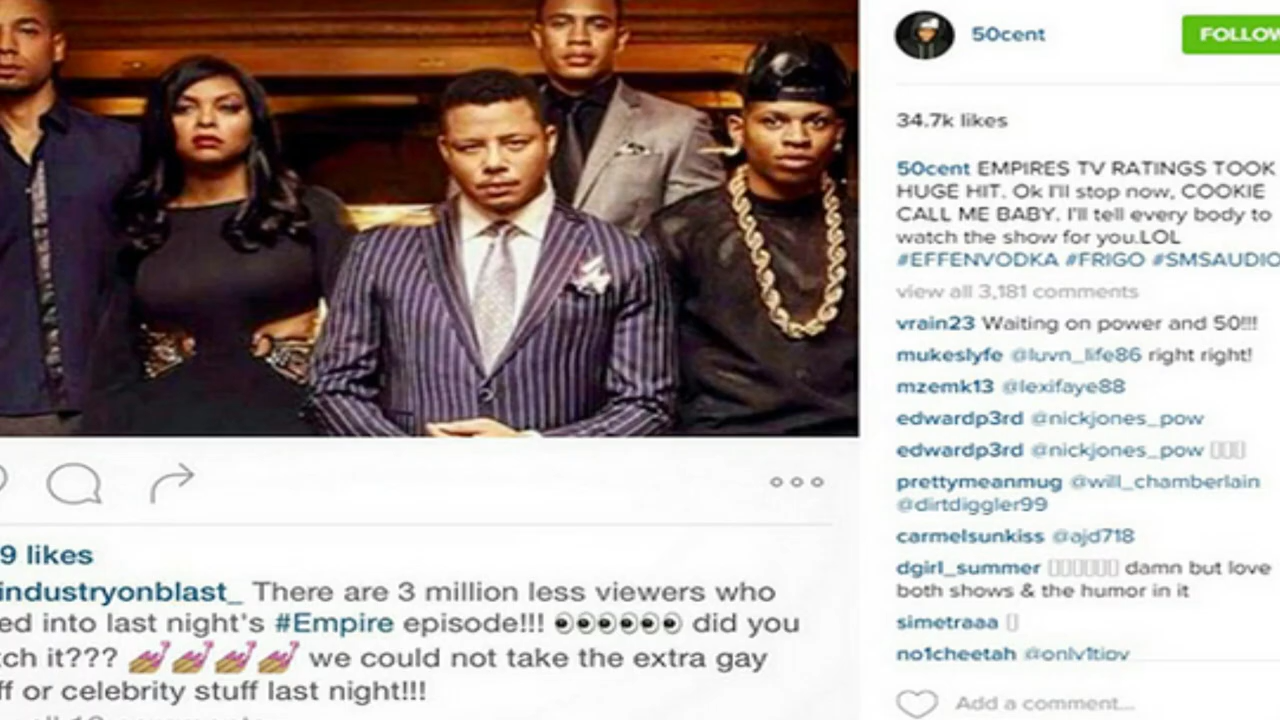 50cent
FOLLOW
34.7k likes
50cent EMPIRES TV RATINGS TOOK
HUGE HIT. Ok I'll stop now, COOKIE
CALL ME BABY. I'll tell every body to
watch the show for you.LOL
#EFFENVODKA #FRIGO #SMSAUDIO
view all 3,181 comments
vrain23 Waiting on power and 50!!!
mukeslyfe @luvn_life86 right right!
mzemk13 @lexifaye88
edwardp3rd @nickjones_pow
edwardp3rd @nickjones_pow
prettymeanmug @will_chamberlain
@dirtdiggler99
carmelsunkiss @ajd718
dgirl_summer damn but love
both shows & the humor in it
simetraaa
no1cheetah @onlv1tiov
Add a comment...
9 likes
industryonblast_ There are 3 million less viewers who
ed into last night's #Empire episode!!! 👀👀👀 did you
tch it??? 💅💅💅💅 we could not take the extra gay
ff or celebrity stuff last night!!!